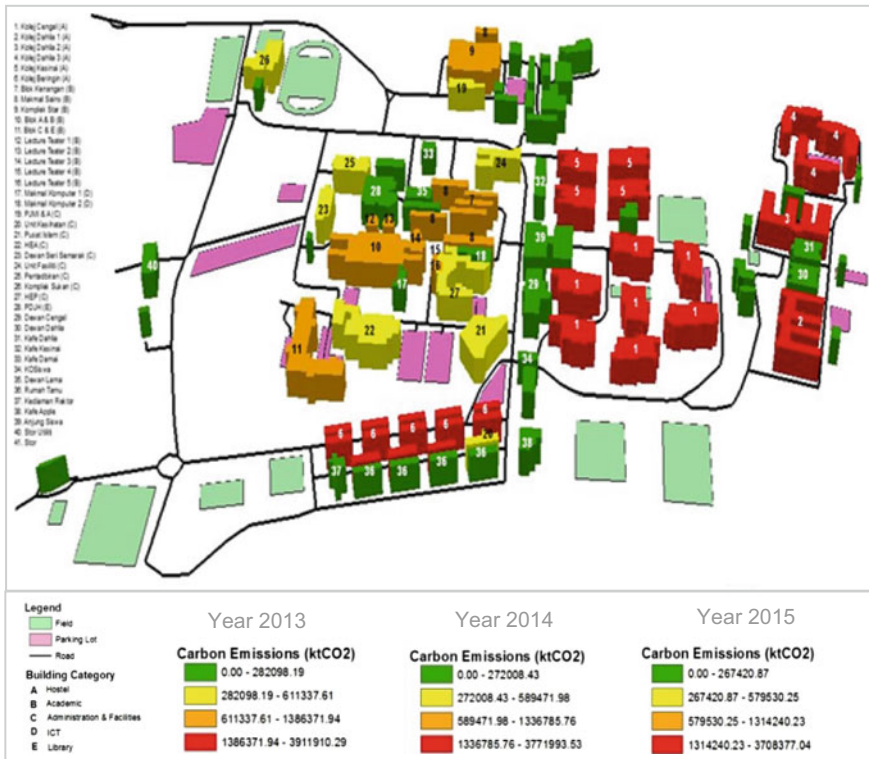 1. Kolej Cengal (A)
2. Kolej Dahlia 1 (A)
3. Kolej Dahlia 2 (A)
4. Kolej Dahlia 3 (A)
5. Kolej Kesinai (A)
6. Kolej Beringin (A)
7. Blok Kenangan (B)
8. Makmal Sains (B)
9. Komplek Star (B)
10. Blok A & B (B)
11. Blok C & E (B)
12. Lecture Teater 1 (B)
13. Lecture Teater 2 (B)
14. Lecture Teater 3 (B)
15. Lecture Teater 4 (B)
16. Lecture Teater 5 (B)
17. Makmal Komputer 1 (D)
18. Makmal Komputer 2 (D)
19. PJWI & A (C)
20. Unit Kesihatan (C)
21. Pusat Islam (C)
22. HEA (C)
23. Dewan Seri Semarak (C)
24. Unit Fasiliti (C)
25. Pentadbiran (C)
26. Komplek Sukan (C)
27. HEP (C)
28. PDJH (E)
29. Dewan Cengal
30. Dewan Dahlia
31. Kafe Dahlia
32. Kafe Kesinai
33. Kafe Damai
34. KOSiswa
35. Dewan Lama
36. Rumah Tamu
37. Kediaman Rektor
38. Kafe Apple
39. Anjung Siswa
40. Stor Utiliti
41. Stor
8
9
26
19
4
4
33
25
24
5
5
4
28
32
8
35
5
5
7
23
3
12
13
8
14
39
10
15
8
1
1
31
40
18
16
30
17
29
1
27
1
1
2
22
21
1
11
1
34
6
6
6
6
6
20
38
37
36
36
36
36
Legend
Field
Parking Lot
Road
Building Category
A Hostel
B Academic
C Administration & Facilities
D ICT
E Library
Year 2013
Carbon Emissions (ktCO2)
0.00 - 282098.19
282098.19 - 611337.61
611337.61 - 1386371.94
1386371.94 - 3911910.29
Year 2014
Carbon Emissions (ktCO2)
0.00 - 272008.43
272008.43 - 589471.98
589471.98 - 1336785.76
1336785.76 - 3771993.53
Year 2015
Carbon Emissions (ktCO2)
0.00 - 267420.87
267420.87 - 579530.25
579530.25 - 1314240.23
1314240.23 - 3708377.04